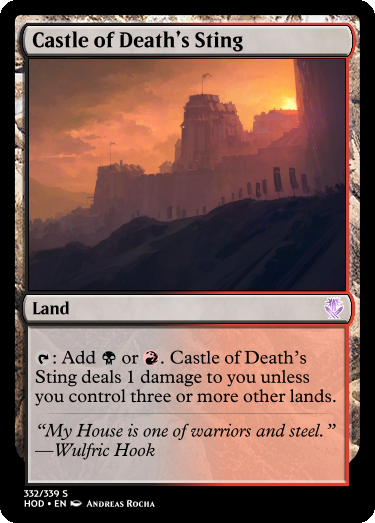 Castle of Death's Sting
Land
: Add or . Castle of Death's
Sting deals 1 damage to you unless
you control three or more other lands.
“My House is one of warriors and steel.”
—Wulfric Hook
332/339 S
HOD • EN Andreas Rocha